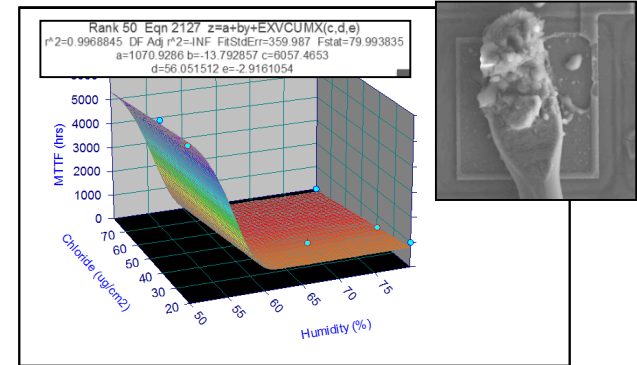 Rank 50 Eqn 2127 z=a+by+EXVCUMX(c,d,e)
r^2=0.9968845 DF Adj r^2=-INF FitStdErr=359.987 Fstat=79.993835
a=1070.9286 b=-13.792857 c=6057.4653
d=56.051512 e=-2.9161054
5000
4000
3000
2000
1000
0
MTTF (hrs)
70
60
50
40
30
20
Chloride (ug/cm2)
50
55
60
65
70
75
Humidity (%)